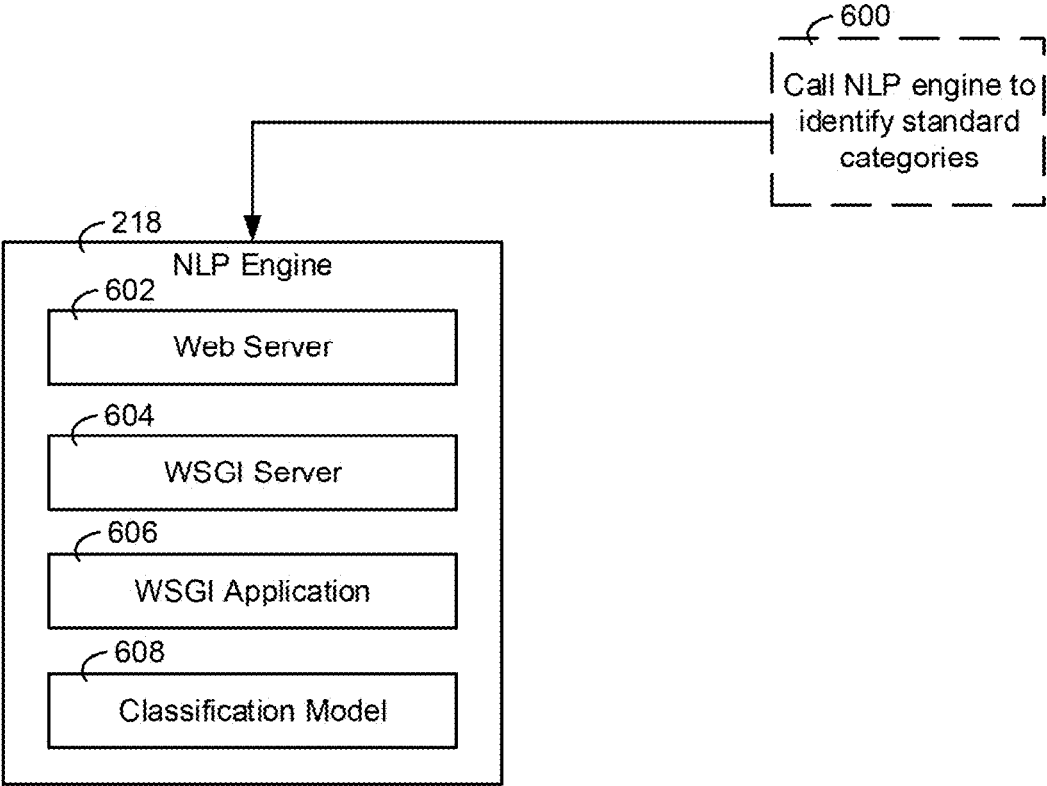 600
Call NLP engine to
identify standard
categories
218
NLP Engine
602
Web Server
604
WSGI Server
606
WSGI Application
608
Classification Model